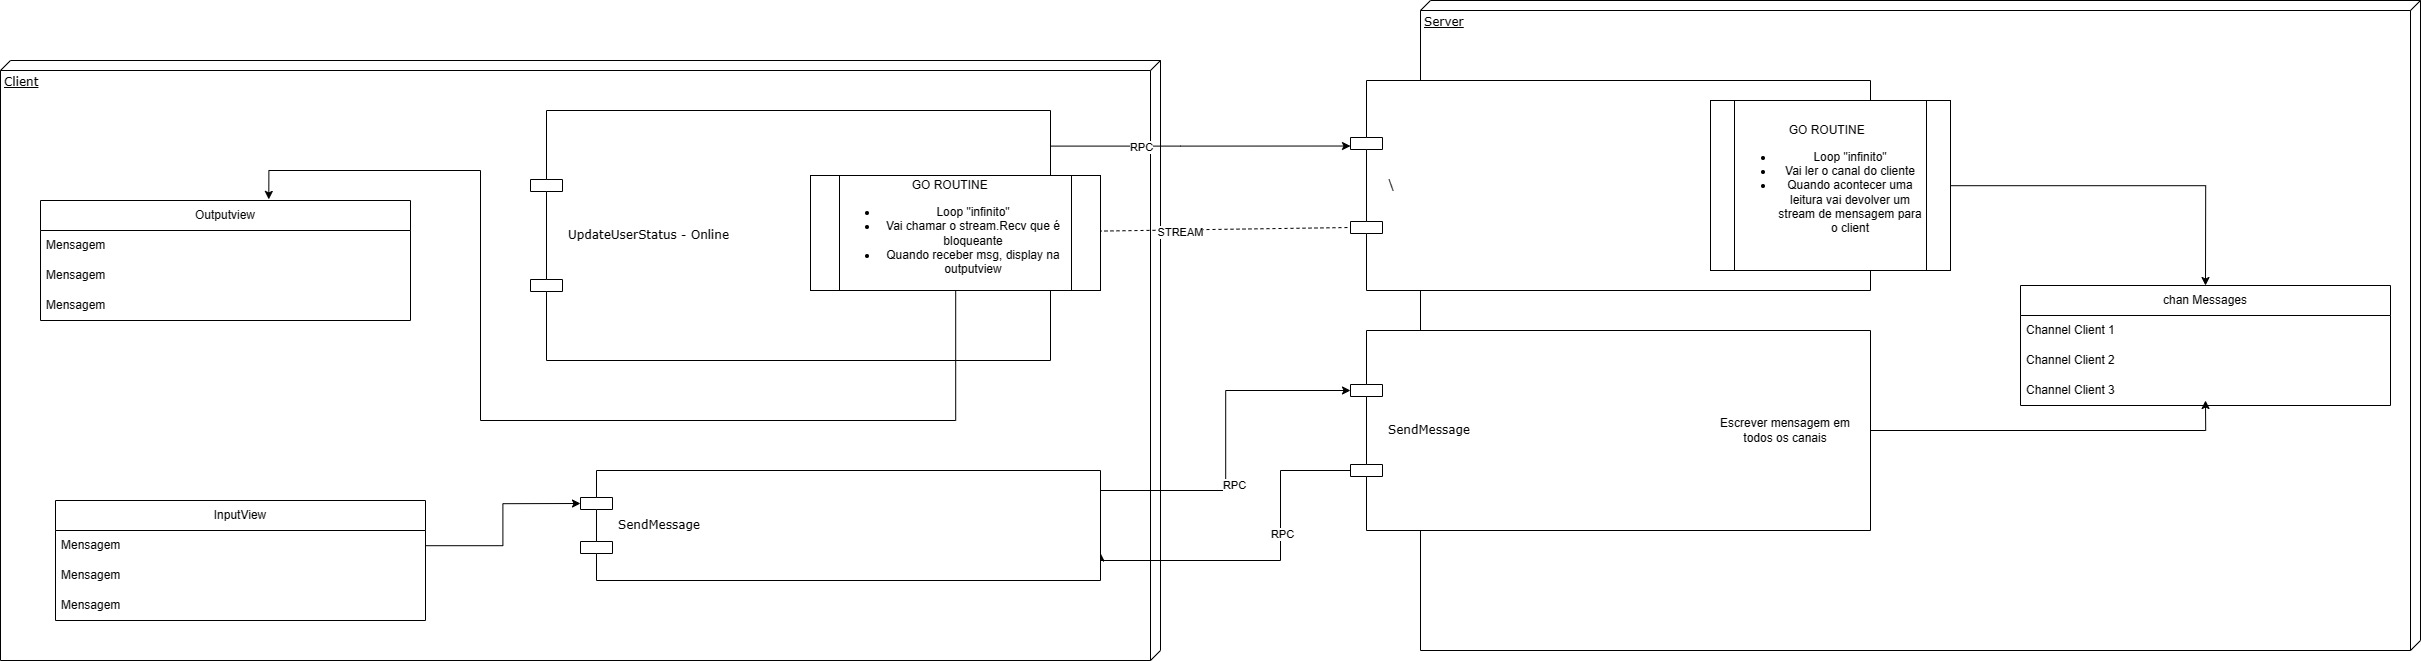 Server
Client
RPC
GO ROUTINE
Loop "infinito"
Vai ler o canal do cliente
Quando acontecer uma
leitura vai devolver um
stream de mensagem para
o client
\
GO ROUTINE
Loop "infinito"
Vai chamar o stream.Recv que é
bloqueante
Quando receber msg, display na
outputview
UpdateUserStatus - Online
STREAM
Outputview
Mensagem
Mensagem
Mensagem
chan Messages
Channel Client 1
Channel Client 2
Channel Client 3
SendMessage
Escrever mensagem em
todos os canais
RPC
RPC
InputView
Mensagem
Mensagem
Mensagem
SendMessage